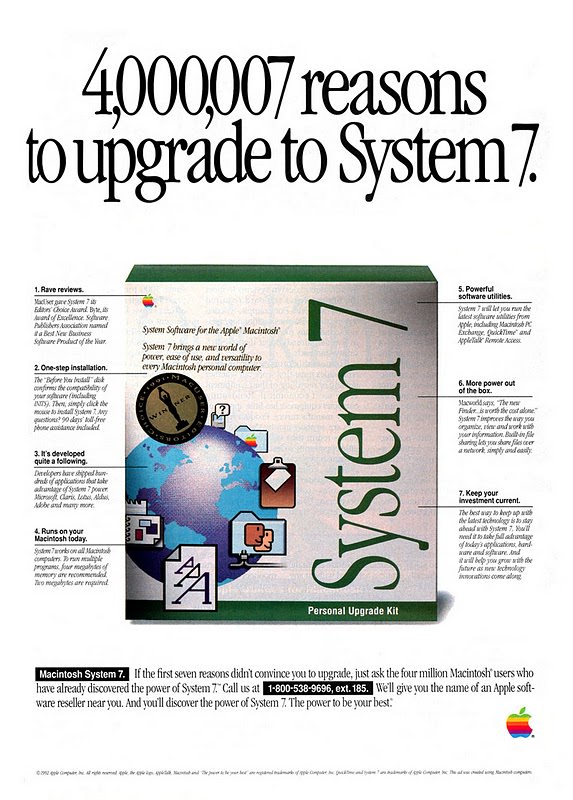 4,000,007 reasons
to upgrade to System 7.
1. Rave reviews.
MacUser gave System 7 its
Editors' Choice Award. Byte, its
Award of Excellence. Software
Publishers Association named
it a Best New Business
Software Product of the Year.
2. One-step installation.
The "Before You Install" disk
confirms the compatibility of
your software (including
INITS). Then, simply click the
mouse to install System 7. Any
questions? 90 days' toll-free
phone assistance included.
3. It's developed
quite a following.
Developers have shipped hun-
dreds of applications that take
advantage of System 7 power.
Microsoft, Claris, Lotus, Aldus,
Adobe and many more.
4. Runs on your
Macintosh today.
System 7 works on all Macintosh
computers. To run multiple
programs, four megabytes of
memory are recommended.
Two megabytes are required.
System Software for the Apple® Macintosh®
System 7 brings a new world of
power, ease of use, and versatility to
every Macintosh personal computer.
MACUSER
EDITORS'
CHOICE 1991
WINNER
?
A A A
System 7
Personal Upgrade Kit
5. Powerful
software utilities.
System 7 will let you run the
latest software utilities from
Apple, including Macintosh PC
Exchange, QuickTime™ and
AppleTalk® Remote Access.
6. More power out
of the box.
Macworld says, "The new
Finder...is worth the cost alone."
System 7 improves the way you
organize, view and work with
your information. Built-in file
sharing lets you share files over
a network, simply and easily.
7. Keep your
investment current.
The best way to keep up with
the latest technology is to stay
ahead with System 7. You'll
need it to take full advantage
of today's applications, hard-
ware and software. And
it will help you grow with the
future as new technology
innovations come along.
Macintosh System 7. If the first seven reasons didn't convince you to upgrade, just ask the four million Macintosh® users who
have already discovered the power of System 7.™ Call us at 1-800-538-9696, ext. 185. We'll give you the name of an Apple soft-
ware reseller near you. And you'll discover the power of System 7. The power to be your best.®
©1992 Apple Computer, Inc. All rights reserved. Apple, the Apple logo, AppleTalk, Macintosh and "The power to be your best" are registered trademarks of Apple Computer, Inc. QuickTime and System 7 are trademarks of Apple Computer, Inc. This ad was created using Macintosh computers.